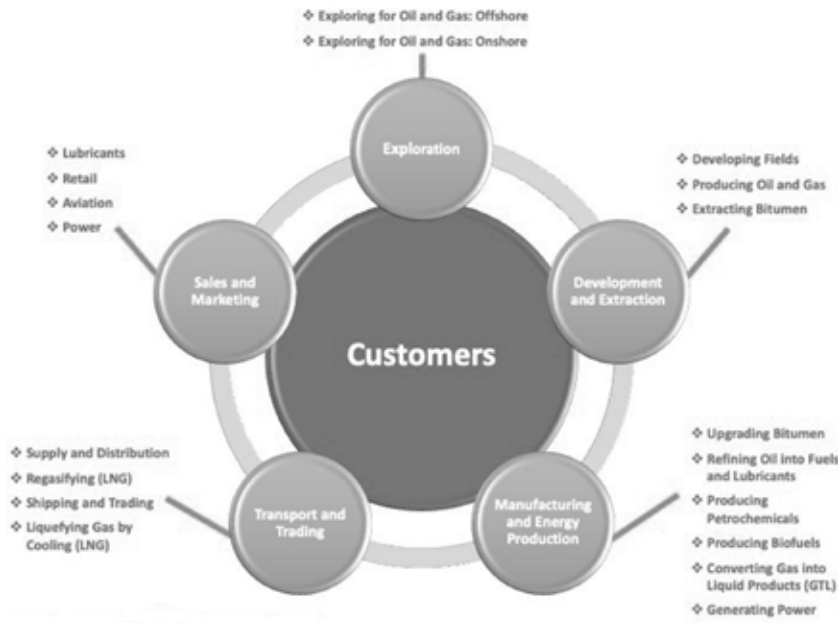 ❖ Exploring for Oil and Gas: Offshore
❖ Exploring for Oil and Gas: Onshore
Exploration
❖ Lubricants
❖ Retail
❖ Aviation
❖ Power
❖ Developing Fields
❖ Producing Oil and Gas
❖ Extracting Bitumen
Sales and
Marketing
Development
and Extraction
Customers
❖ Supply and Distribution
❖ Regasifying (LNG)
❖ Shipping and Trading
❖ Liquefying Gas by
Cooling (LNG)
Transport and
Trading
Manufacturing
and Energy
Production
❖ Upgrading Bitumen
❖ Refining Oil into Fuels
and Lubricants
❖ Producing
Petrochemicals
❖ Producing Biofuels
❖ Converting Gas into
Liquid Products (GTL)
❖ Generating Power